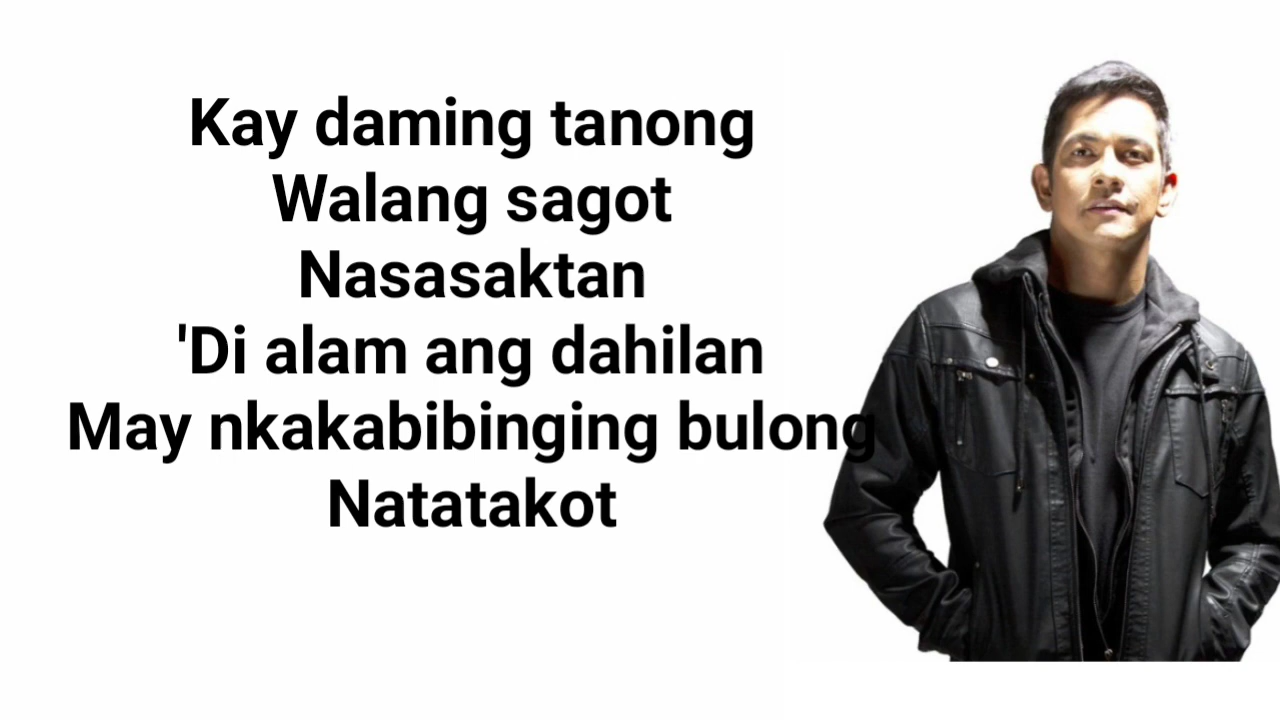 Kay daming tanong
Walang sagot
Nasasaktan
'Di alam ang dahilan
May nkakabibinging bulong
Natatakot